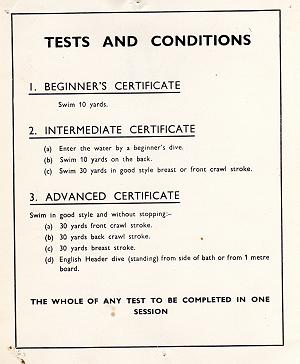 TESTS AND CONDITIONS
1. BEGINNER'S CERTIFICATE
Swim 10 yards.
2. INTERMEDIATE CERTIFICATE
(a) Enter the water by a beginner's dive.
(b) Swim 10 yards on the back.
(c) Swim 30 yards in good style breast or front crawl stroke.
3. ADVANCED CERTIFICATE
Swim in good style and without stopping:–
(a) 30 yards front crawl stroke.
(b) 30 yards back crawl stroke.
(c) 30 yards breast stroke.
(d) English Header dive (standing) from side of bath or from 1 metre
board.
THE WHOLE OF ANY TEST TO BE COMPLETED IN ONE
SESSION